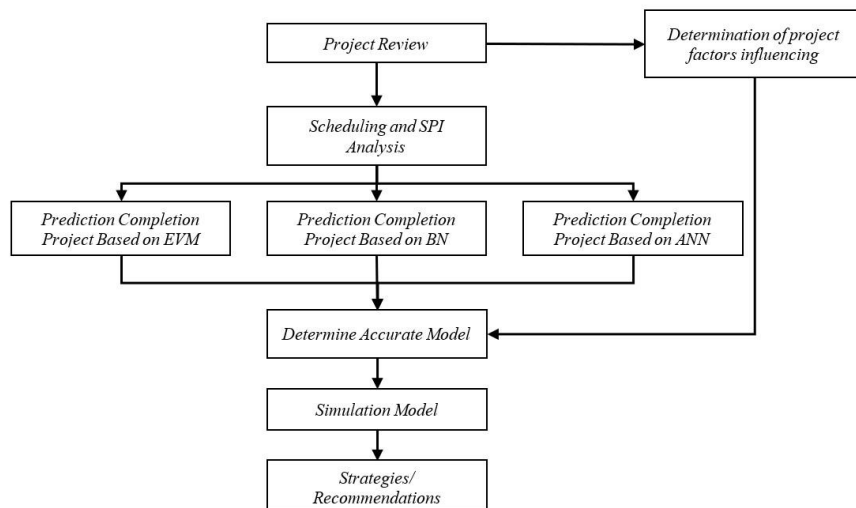 Project Review
Determination of project
factors influencing
Scheduling and SPI
Analysis
Prediction Completion
Project Based on EVM
Prediction Completion
Project Based on BN
Prediction Completion
Project Based on ANN
Determine Accurate Model
Simulation Model
Strategies/
Recommendations